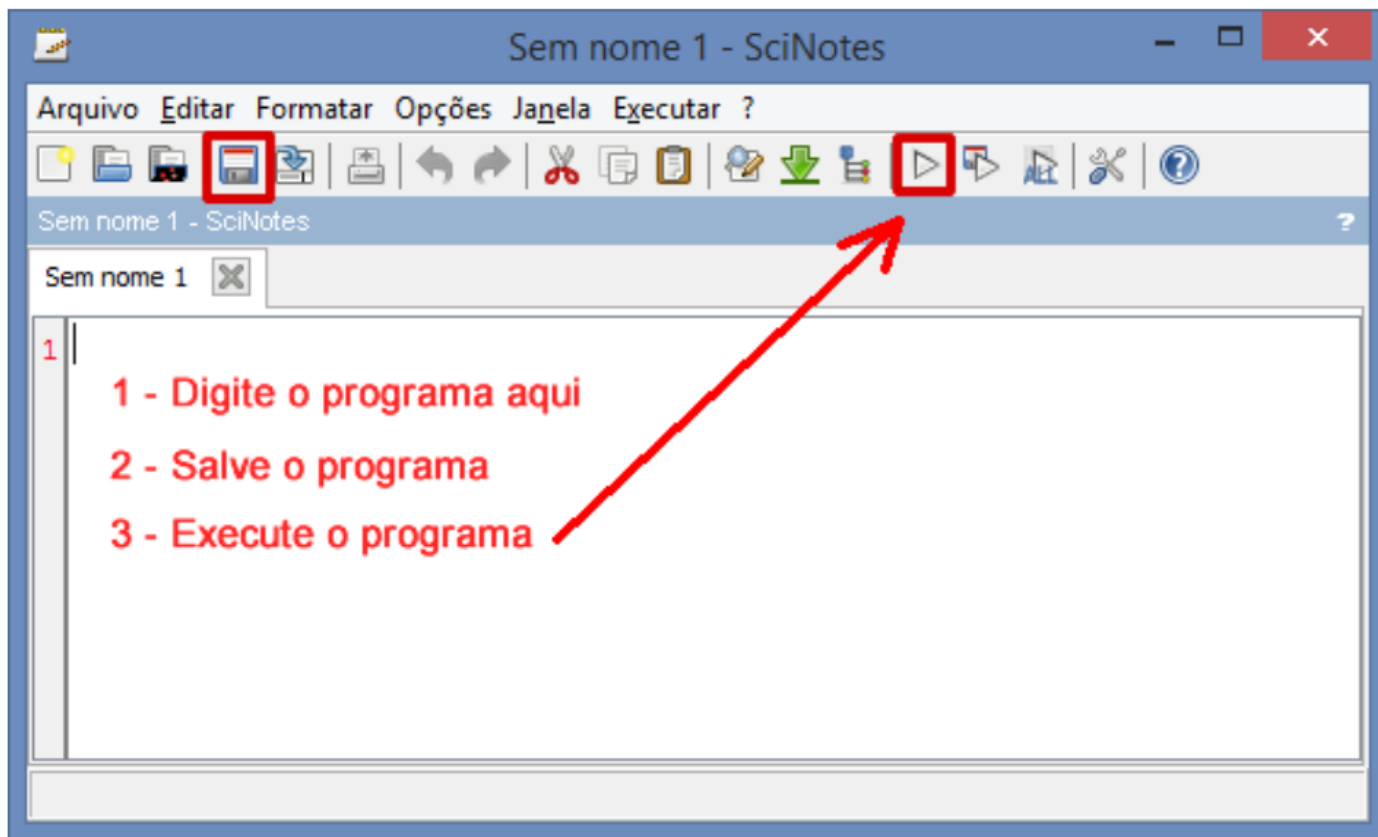 Sem nome 1 - SciNotes
Arquivo Editar Formatar Opções Janela Executar ?
ALL
Sem nome 1 - SciNotes ?
Sem nome 1
1
1 - Digite o programa aqui
2 - Salve o programa
3 - Execute o programa